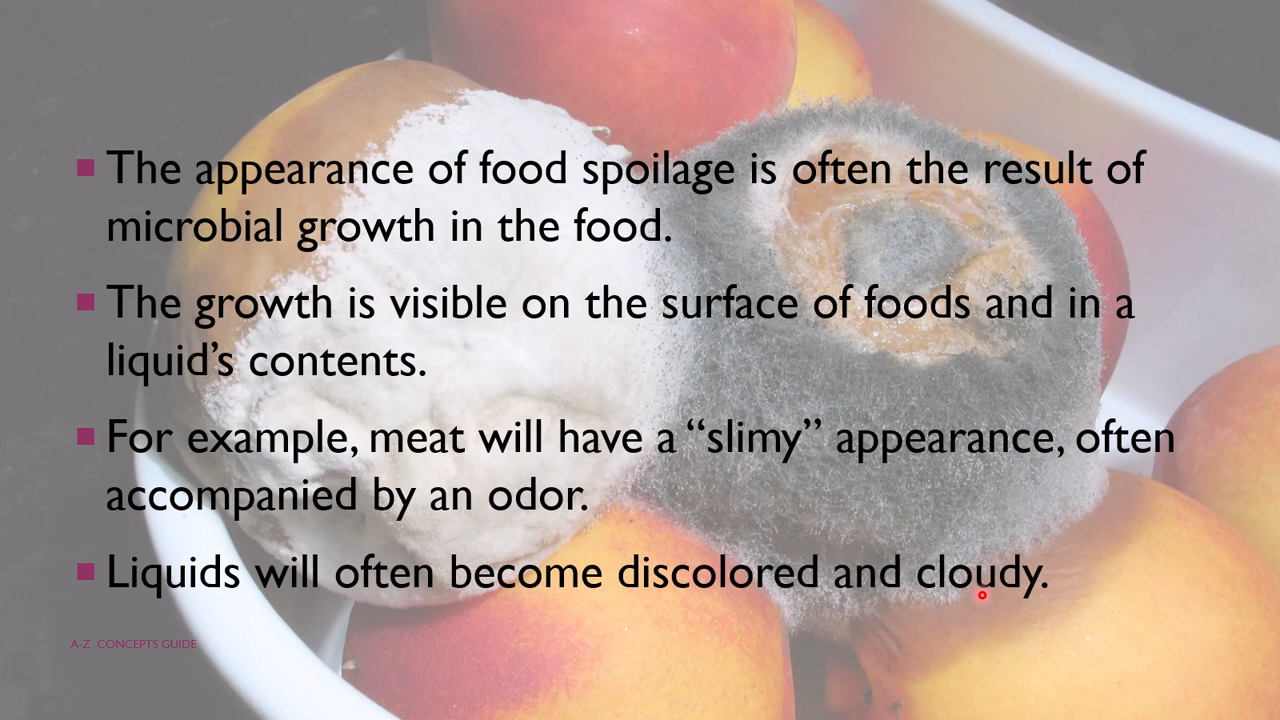 The appearance of food spoilage is often the result of
microbial growth in the food.
The growth is visible on the surface of foods and in a
liquid’s contents.
For example, meat will have a “slimy” appearance, often
accompanied by an odor.
Liquids will often become discolored and cloudy.
A-Z CONCEPTS GUIDE